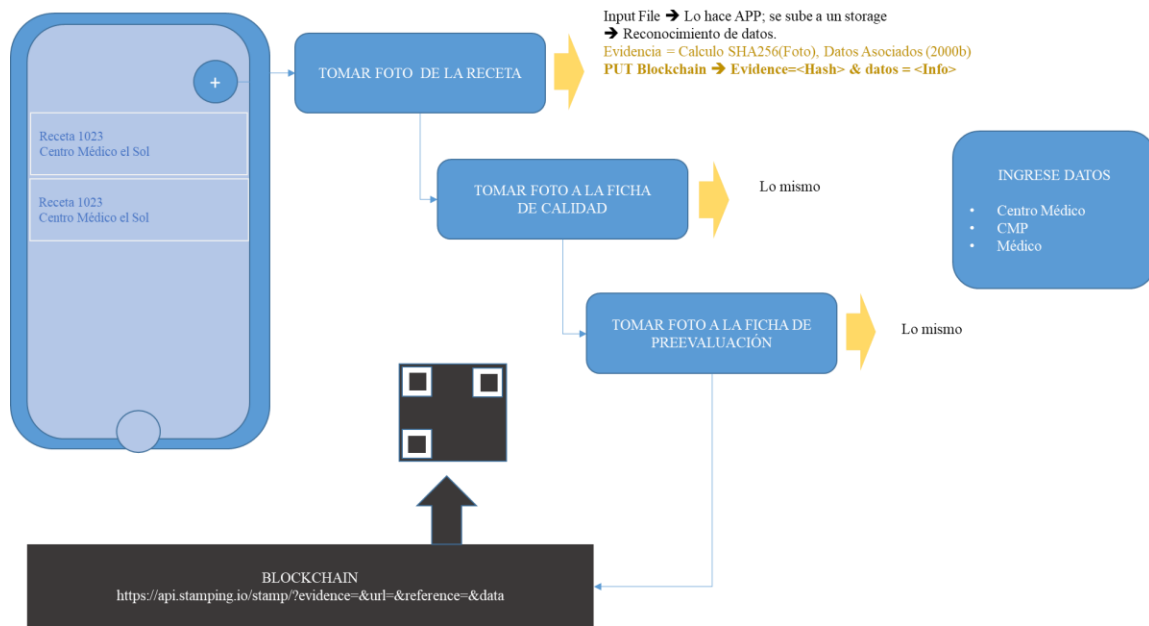 +
Receta 1023
Centro Médico el Sol
Receta 1023
Centro Médico el Sol
TOMAR FOTO DE LA RECETA
Input File ➔ Lo hace APP; se sube a un storage
➔ Reconocimiento de datos.
Evidencia = Calculo SHA256(Foto), Datos Asociados (2000b)
PUT Blockchain ➔ Evidence=<Hash> & datos = <Info>
TOMAR FOTO A LA FICHA
DE CALIDAD
Lo mismo
INGRESE DATOS
• Centro Médico
• CMP
• Médico
TOMAR FOTO A LA FICHA DE
PREEVALUACIÓN
Lo mismo
BLOCKCHAIN
https://api.stamping.io/stamp/?evidence=&url=&reference=&data